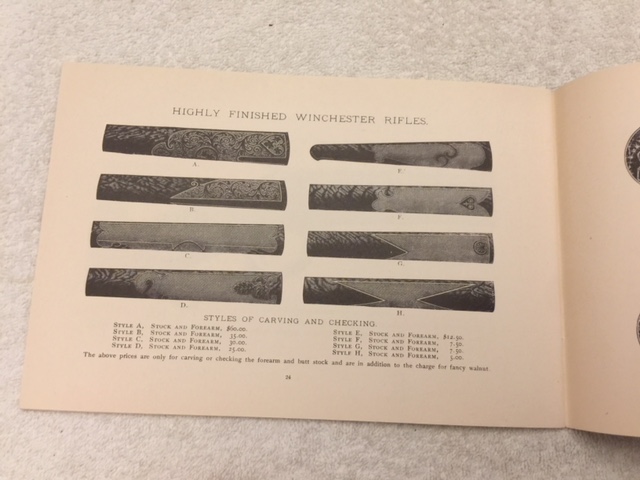 HIGHLY FINISHED WINCHESTER RIFLES.
A.
E.
B.
F.
C.
G.
D.
H.
STYLES OF CARVING AND CHECKING.
STYLE A, STOCK AND FOREARM, $60.00.
STYLE B, STOCK AND FOREARM, 35.00.
STYLE C, STOCK AND FOREARM, 30.00.
STYLE D, STOCK AND FOREARM, 25.00.
STYLE E, STOCK AND FOREARM, $12.50.
STYLE F, STOCK AND FOREARM, 7.50.
STYLE G, STOCK AND FOREARM, 7.50.
STYLE H, STOCK AND FOREARM, 5.00.
The above prices are only for carving or checking the forearm and butt stock and are in addition to the charge for fancy walnut.